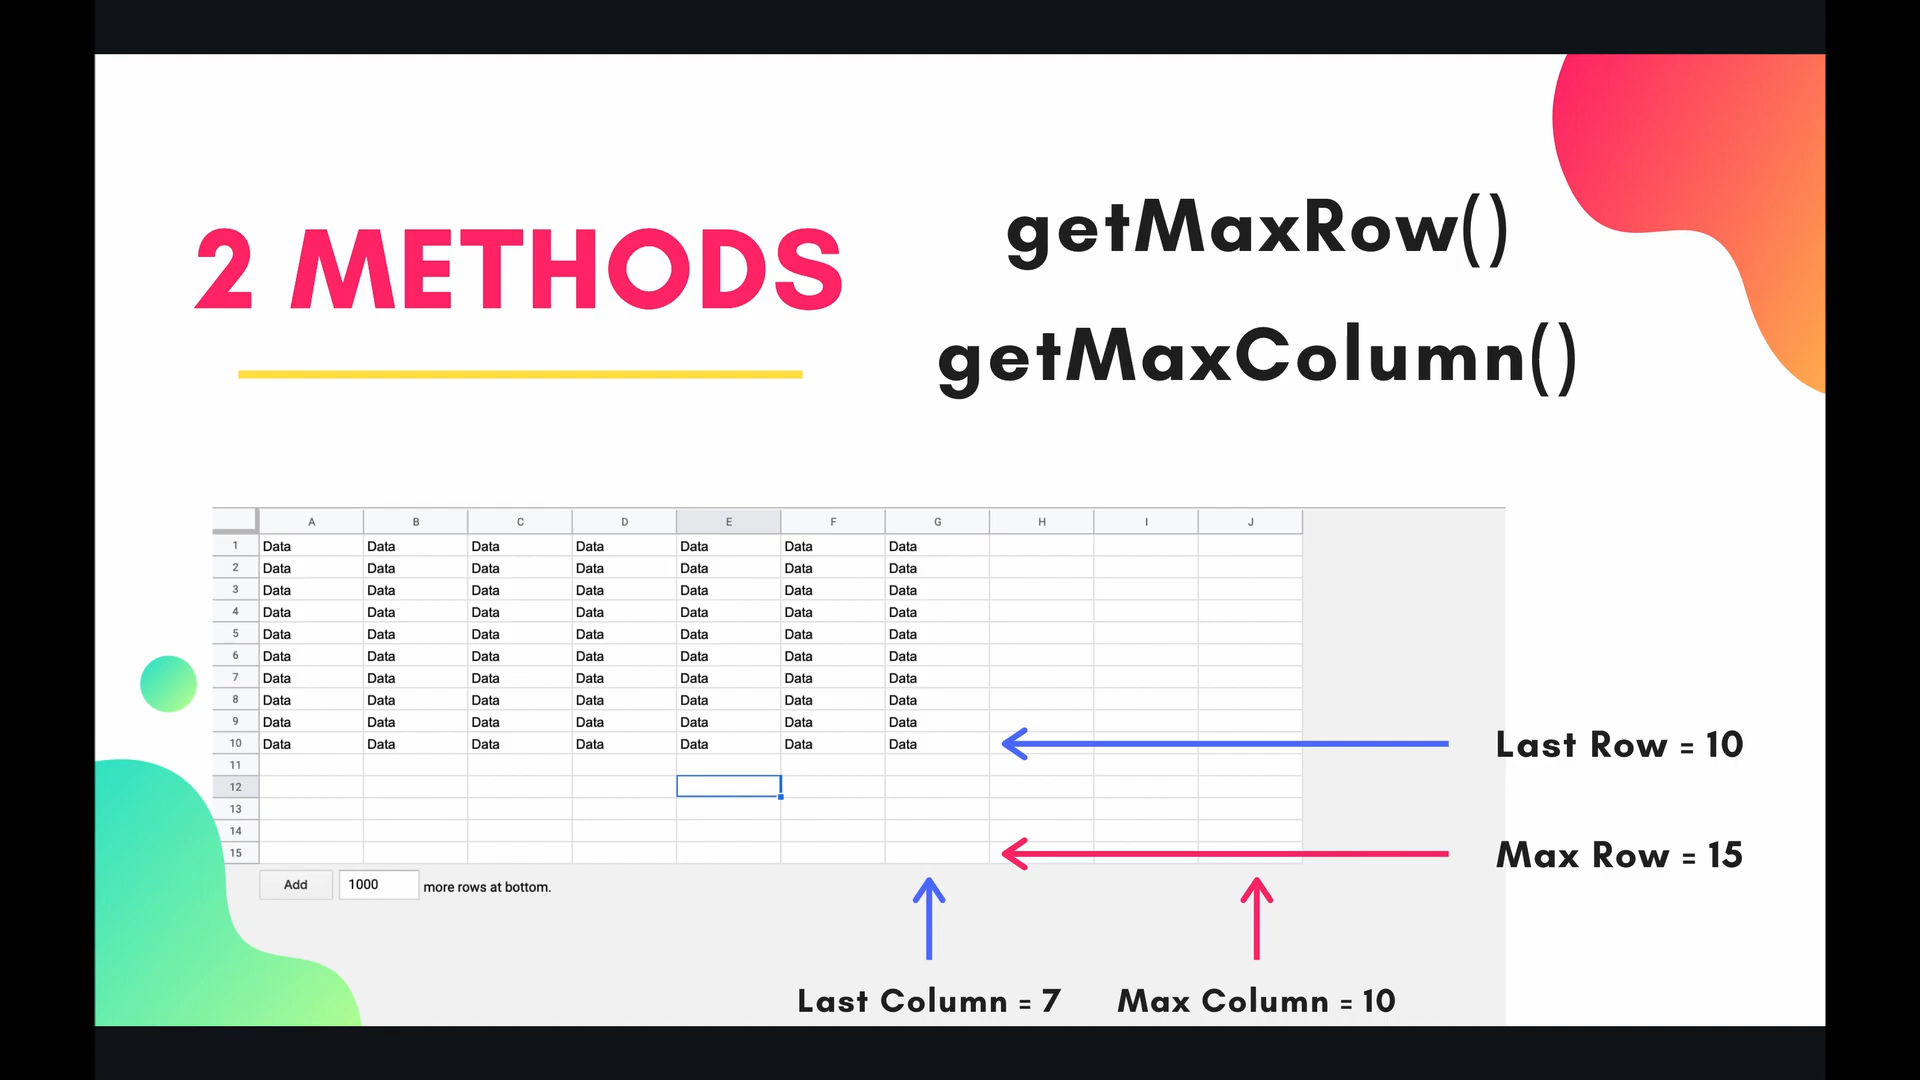 2 METHODS
getMaxRow()
getMaxColumn()
A B C D E F G H I J
1 Data Data Data Data Data Data Data
2 Data Data Data Data Data Data Data
3 Data Data Data Data Data Data Data
4 Data Data Data Data Data Data Data
5 Data Data Data Data Data Data Data
6 Data Data Data Data Data Data Data
7 Data Data Data Data Data Data Data
8 Data Data Data Data Data Data Data
9 Data Data Data Data Data Data Data
10 Data Data Data Data Data Data Data
Last Row = 10
11
12
13
14
15
Max Row = 15
Add 1000 more rows at bottom.
Last Column = 7
Max Column = 10